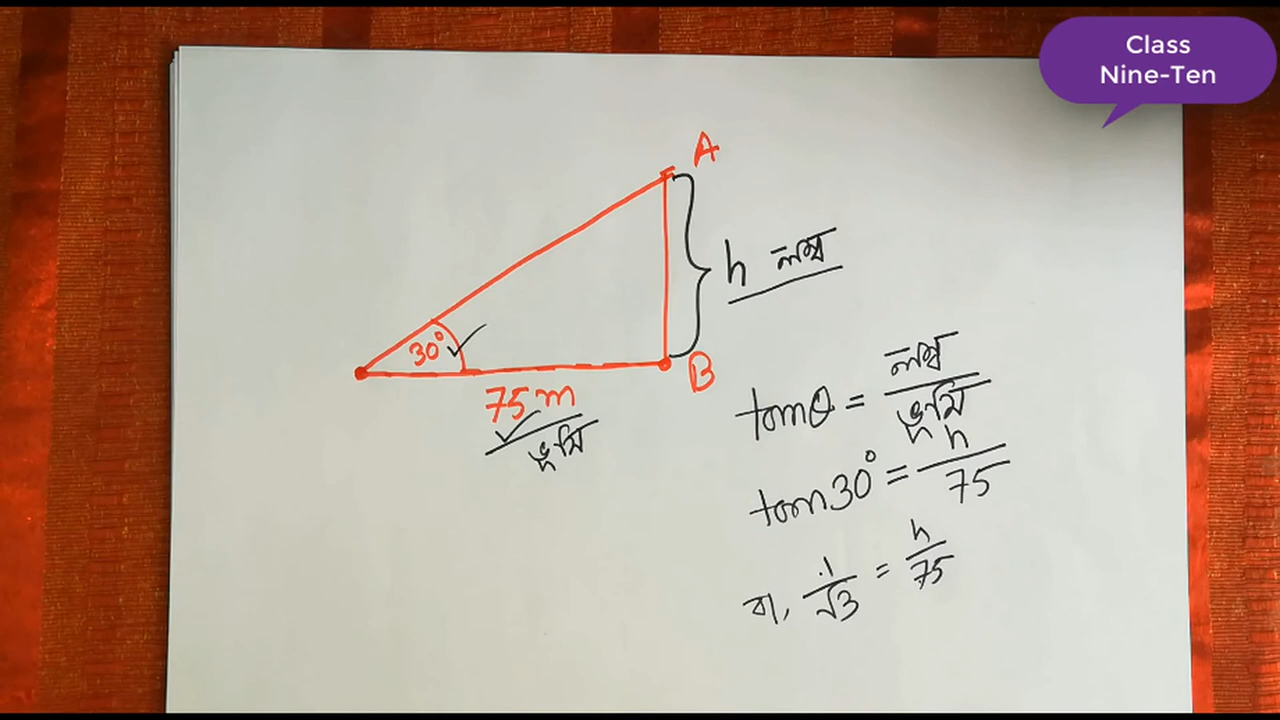 Class
Nine-Ten
A
h লম্ব
30°
B
75 m
ভূমি
tanθ = লম্ব/ভূমি
tan30° = h/75
বা, 1/√3 = h/75